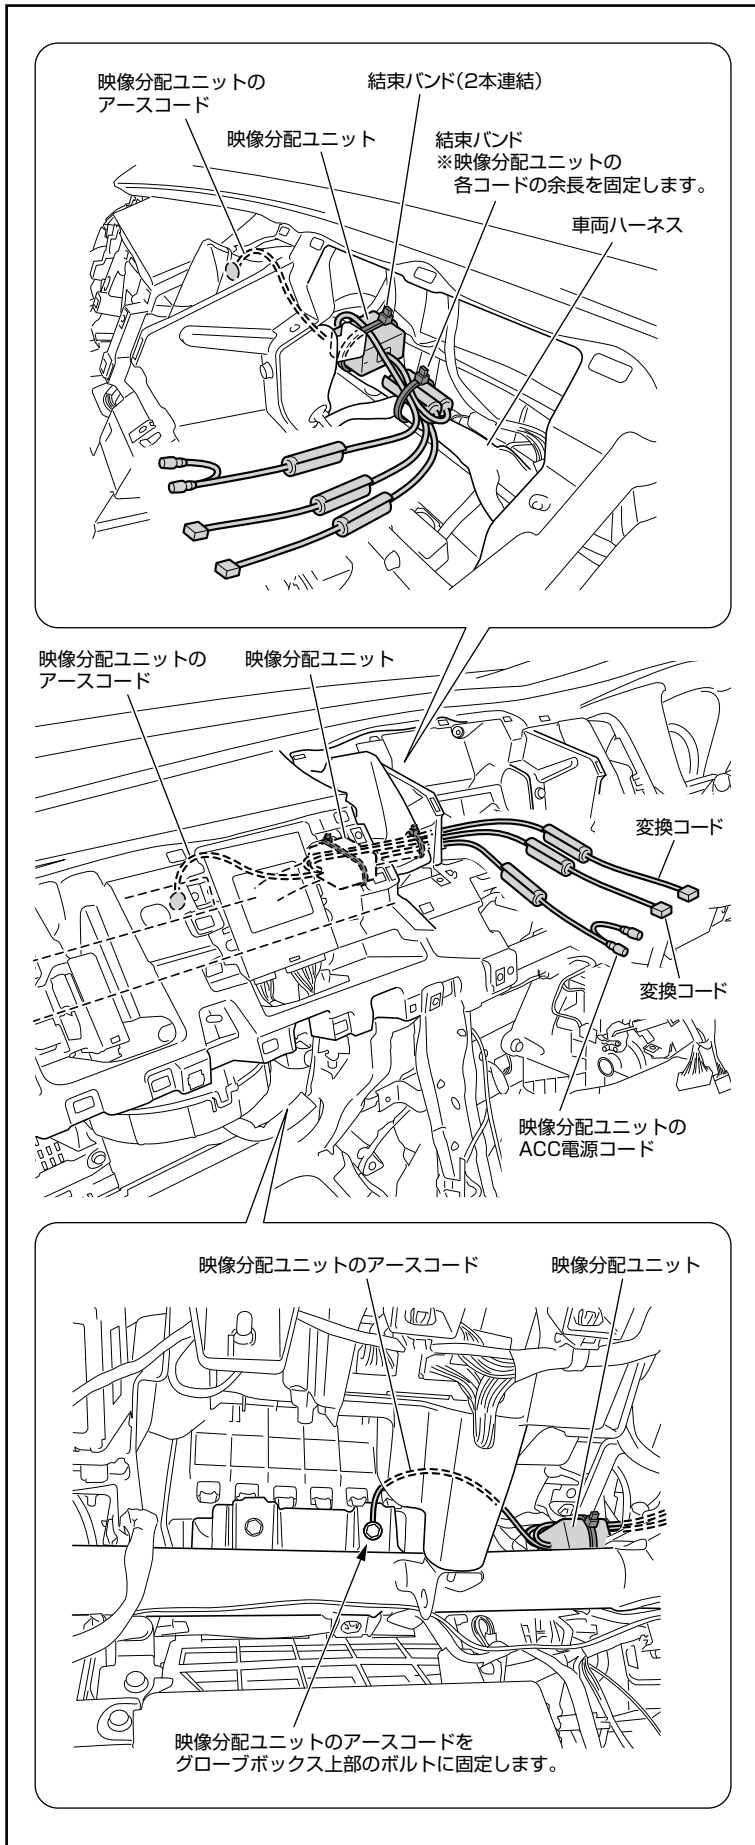 映像分配ユニットの
アースコード
結束バンド（2本連結）
映像分配ユニット
結束バンド
※映像分配ユニットの
各コードの余長を固定します。
車両ハーネス
映像分配ユニットの
アースコード
映像分配ユニット
変換コード
変換コード
映像分配ユニットの
ACC電源コード
映像分配ユニットのアースコード
映像分配ユニット
映像分配ユニットのアースコードを
グローブボックス上部のボルトに固定します。